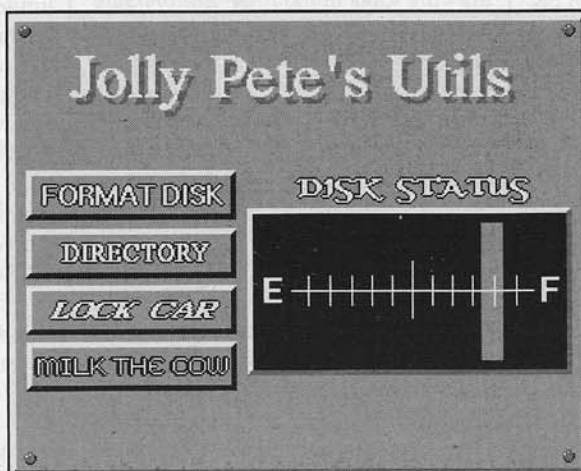 Jolly Pete's Utils
FORMAT DISK
DIRECTORY
LOCK CAR
MILK THE COW
DISK STATUS
E F